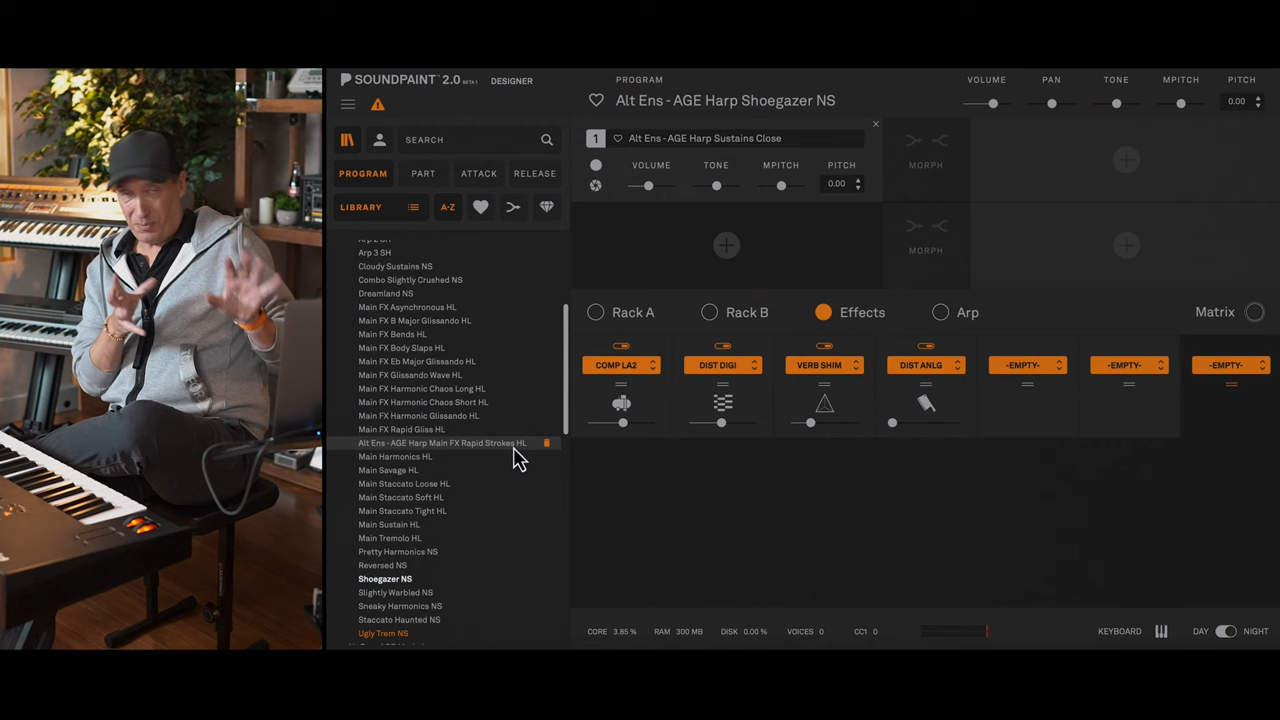 SOUNDPAINT™ 2.0 BETA 1 DESIGNER
PROGRAM
VOLUME PAN TONE MPITCH PITCH
Alt Ens - AGE Harp Shoegazer NS
0.00
SEARCH
1 Alt Ens - AGE Harp Sustains Close
MORPH
VOLUME TONE MPITCH PITCH
0.00
PROGRAM PART ATTACK RELEASE
LIBRARY A-Z
MORPH
Arp 2 SH
Arp 3 SH
Cloudy Sustains NS
Combo Slightly Crushed NS
Dreamland NS
Main FX Asynchronous HL
Main FX B Major Glissando HL
Main FX Bends HL
Main FX Body Slaps HL
Main FX Eb Major Glissando HL
Main FX Glissando Wave HL
Main FX Harmonic Chaos Long HL
Main FX Harmonic Chaos Short HL
Main FX Harmonic Glissando HL
Main FX Rapid Gliss HL
Alt Ens - AGE Harp Main FX Rapid Strokes HL
Main Harmonics HL
Main Savage HL
Main Staccato Loose HL
Main Staccato Soft HL
Main Staccato Tight HL
Main Sustain HL
Main Tremolo HL
Pretty Harmonics NS
Reversed NS
Shoegazer NS
Slightly Warbled NS
Sneaky Harmonics NS
Staccato Haunted NS
Ugly Trem NS
Rack A Rack B Effects Arp Matrix
COMP LA2 DIST DIGI VERB SHIM DIST ANLG -EMPTY- -EMPTY- -EMPTY-
CORE 3.85 % RAM 300 MB DISK 0.00 % VOICES 0 CC1 0
KEYBOARD DAY NIGHT